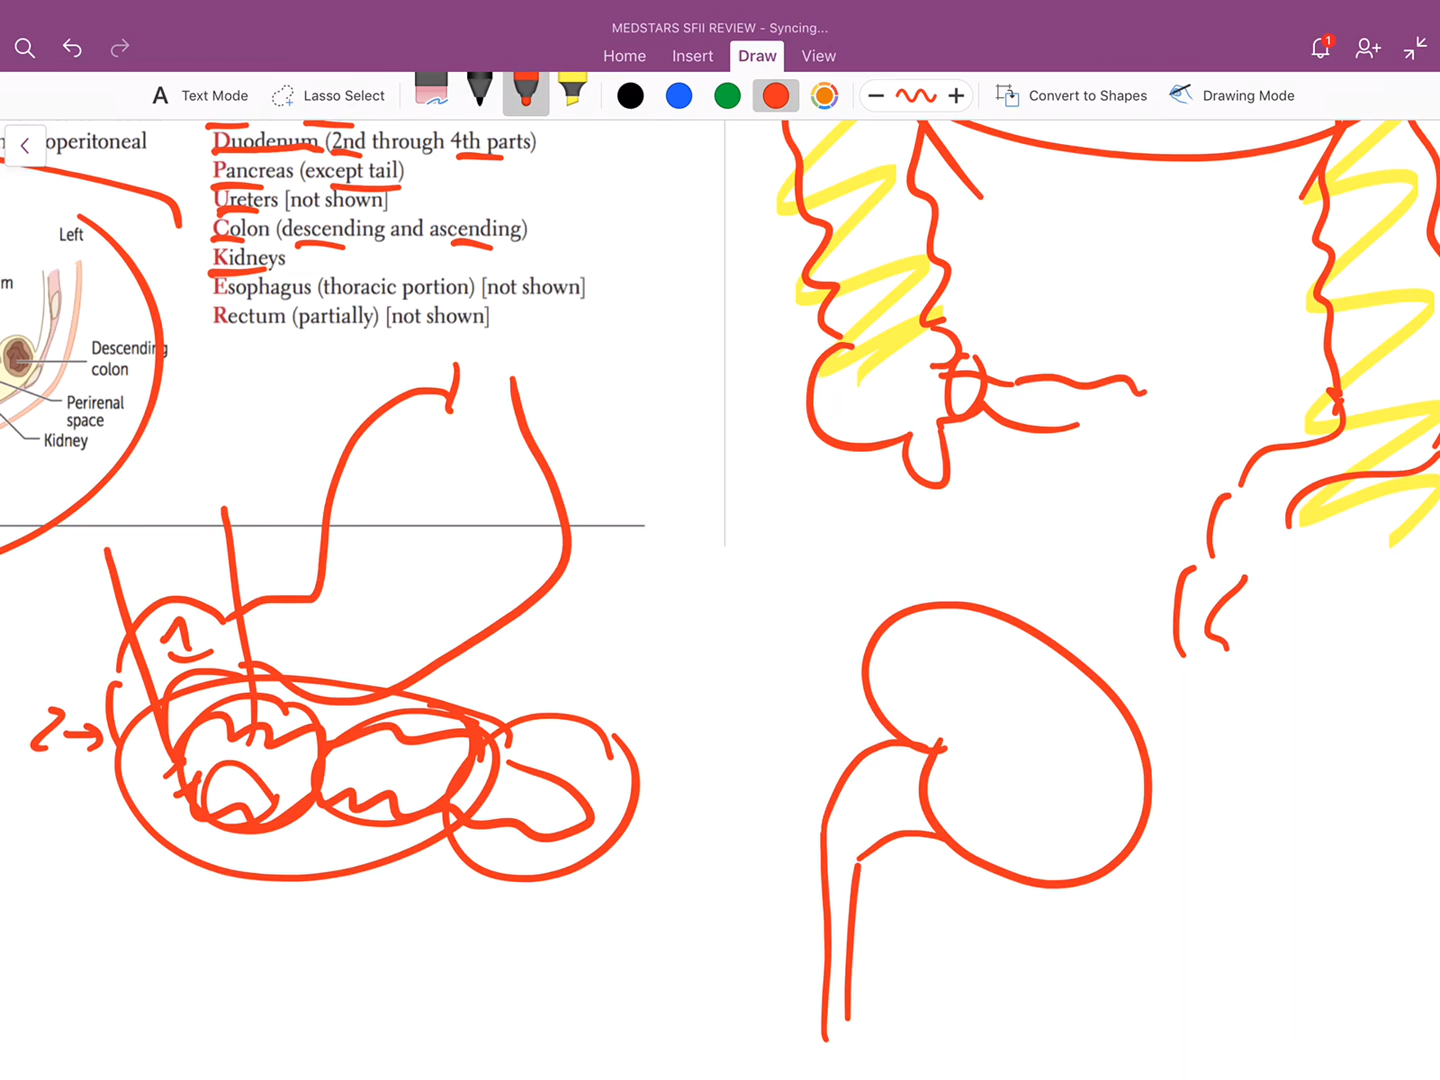 MEDSTARS SFII REVIEW - Syncing...
Home Insert Draw View
1
A Text Mode Lasso Select Convert to Shapes Drawing Mode
operitoneal
Duodenum (2nd through 4th parts)
Pancreas (except tail)
Ureters [not shown]
Colon (descending and ascending)
Kidneys
Esophagus (thoracic portion) [not shown]
Rectum (partially) [not shown]
Left
m
Descending
colon
Perirenal
space
Kidney
1
2→